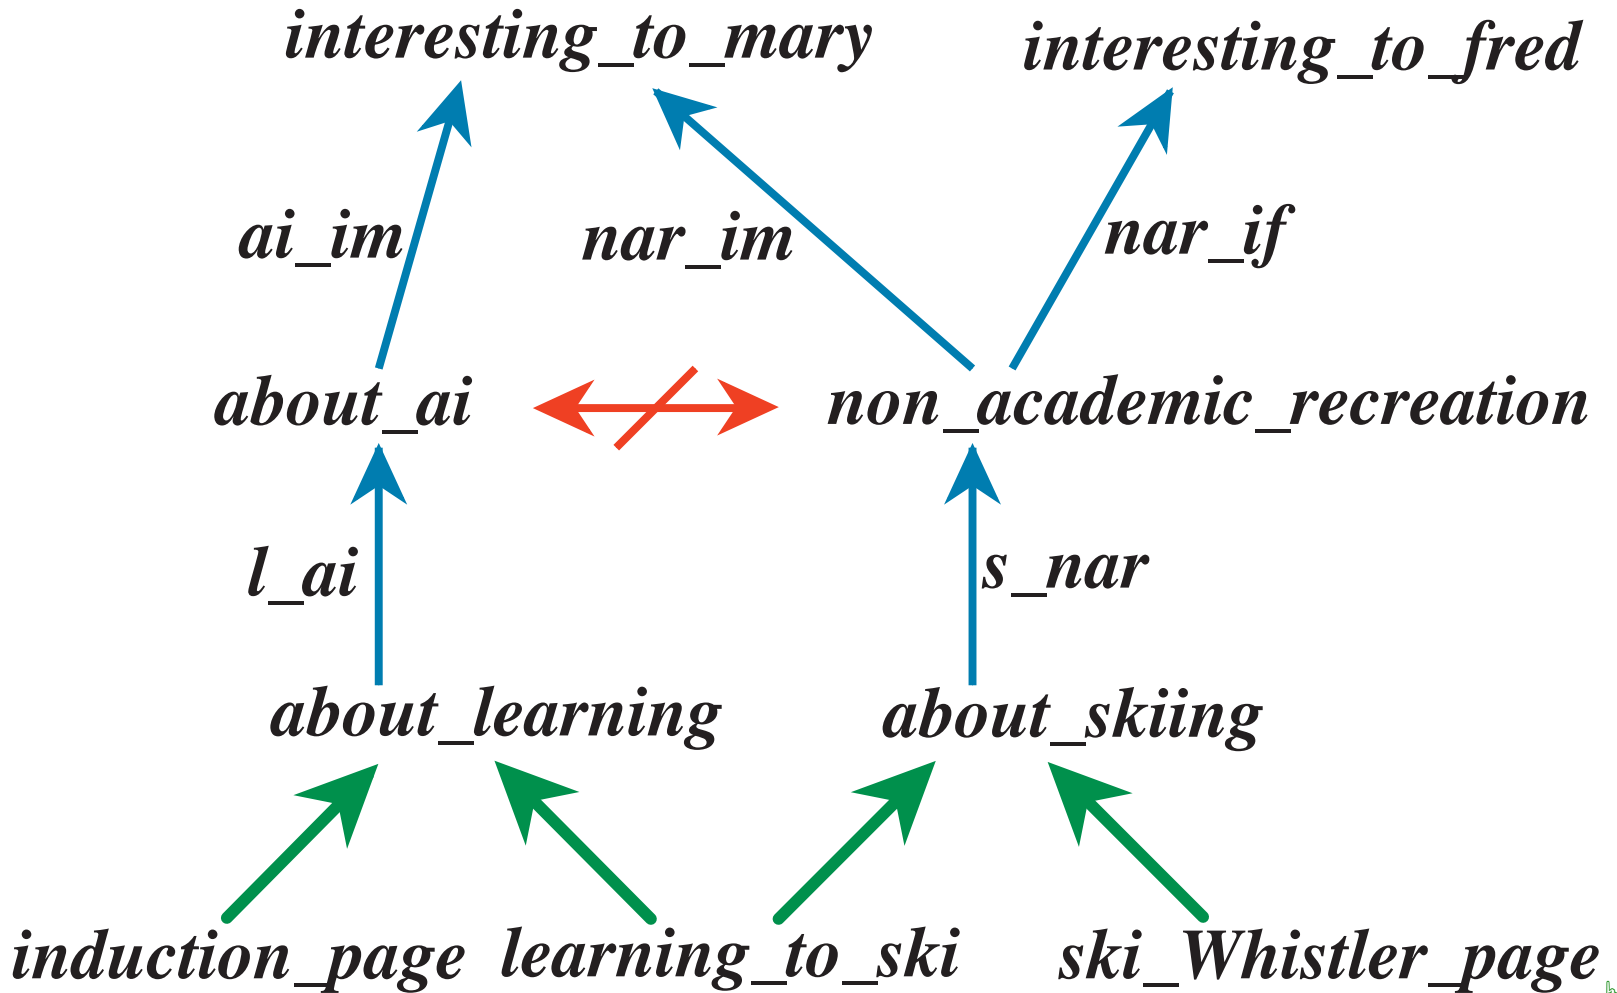 interesting_to_mary
interesting_to_fred
ai_im
nar_im
nar_if
about_ai
non_academic_recreation
l_ai
s_nar
about_learning
about_skiing
induction_page
learning_to_ski
ski_Whistler_page